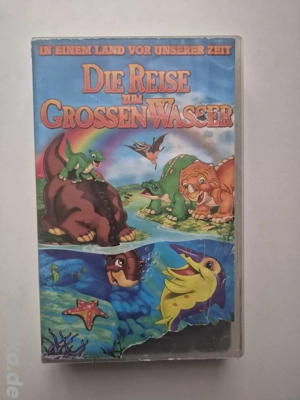 IN EINEM LAND VOR UNSERER ZEIT
DIE REISE
ZUM
GROSSEN WASSER